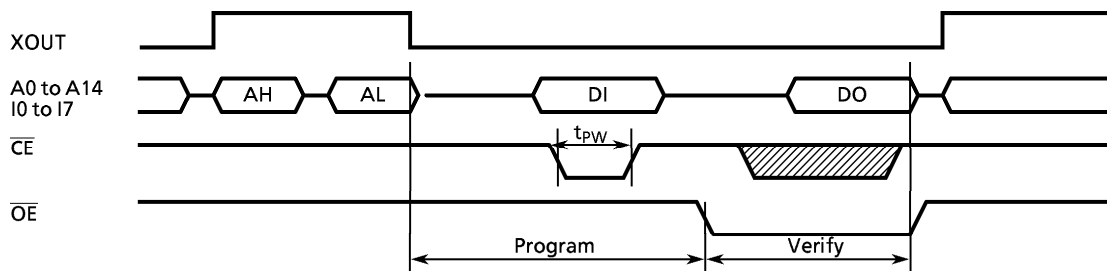 XOUT
A0 to A14
I0 to I7
AH
AL
DI
DO
tPW
CE
OE
Program
Verify